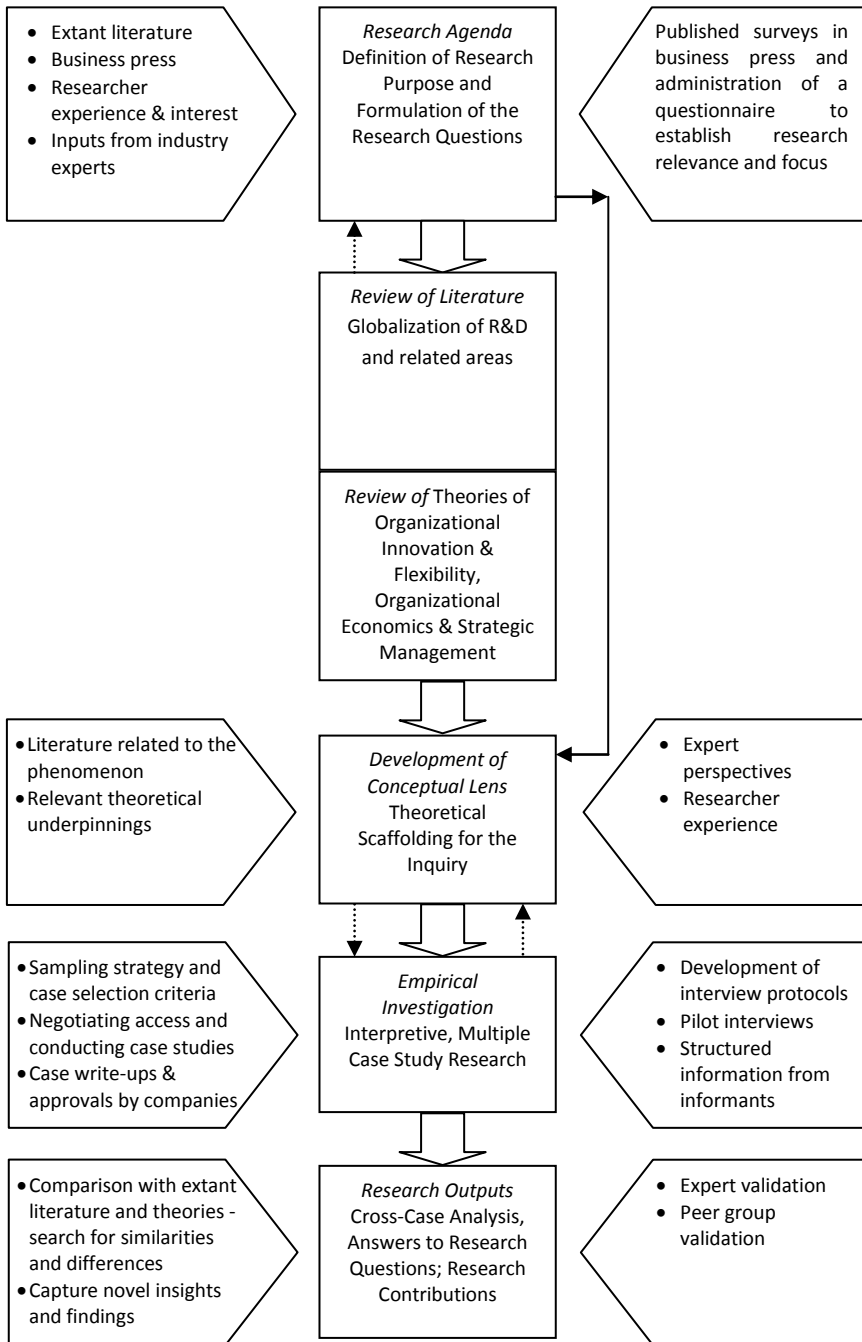 • Extant literature
• Business press
• Researcher
experience & interest
• Inputs from industry
experts
Research Agenda
Definition of Research
Purpose and
Formulation of the
Research Questions
Published surveys in
business press and
administration of a
questionnaire to
establish research
relevance and focus
Review of Literature
Globalization of R&D
and related areas
Review of Theories of
Organizational
Innovation &
Flexibility,
Organizational
Economics & Strategic
Management
• Literature related to the
phenomenon
• Relevant theoretical
underpinnings
Development of
Conceptual Lens
Theoretical
Scaffolding for the
Inquiry
• Expert
perspectives
• Researcher
experience
• Sampling strategy and
case selection criteria
• Negotiating access and
conducting case studies
• Case write-ups &
approvals by companies
Empirical
Investigation
Interpretive, Multiple
Case Study Research
• Development of
interview protocols
• Pilot interviews
• Structured
information from
informants
• Comparison with extant
literature and theories -
search for similarities
and differences
• Capture novel insights
and findings
Research Outputs
Cross-Case Analysis,
Answers to Research
Questions; Research
Contributions
• Expert validation
• Peer group
validation